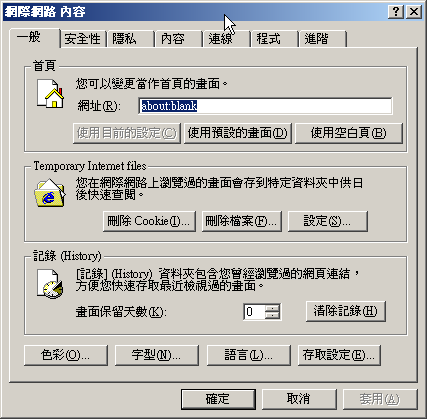 網際網路 內容
一般 安全性 隱私 內容 連線 程式 進階
首頁
您可以變更當作首頁的畫面。
網址(R): about:blank
使用目前的設定(C) 使用預設的畫面(D) 使用空白頁(B)
Temporary Internet files
您在網際網路上瀏覽過的畫面會存到特定資料夾中供日
後快速查閱。
刪除 Cookie(I)... 刪除檔案(F)... 設定(S)...
記錄 (History)
[記錄] (History) 資料夾包含您曾經瀏覽過的網頁連結，
方便您快速存取最近檢視過的畫面。
畫面保留天數(K): 0 清除記錄(H)
色彩(O)... 字型(N)... 語言(L)... 存取設定(E)...
確定 取消 套用(A)